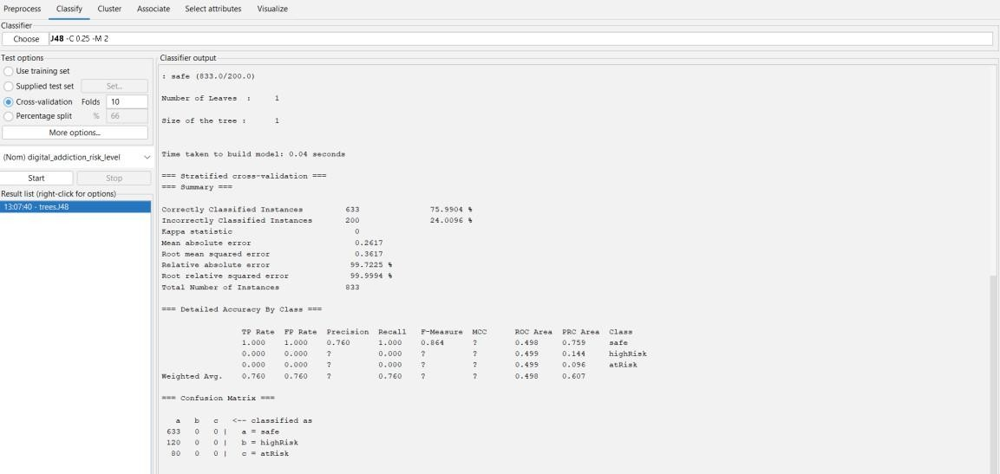 Preprocess Classify Cluster Associate Select attributes Visualize
Classifier
Choose J48 -C 0.25 -M 2
Test options
Use training set
Supplied test set Set...
Cross-validation Folds 10
Percentage split % 66
More options...
(Nom) digital_addiction_risk_level
Start Stop
Result list (right-click for options)
13:07:40 - trees.J48
Classifier output
: safe (833.0/200.0)
Number of Leaves : 1
Size of the tree : 1
Time taken to build model: 0.04 seconds
=== Stratified cross-validation ===
=== Summary ===
Correctly Classified Instances 633 75.9904 %
Incorrectly Classified Instances 200 24.0096 %
Kappa statistic 0
Mean absolute error 0.2617
Root mean squared error 0.3617
Relative absolute error 99.7225 %
Root relative squared error 99.9994 %
Total Number of Instances 833
=== Detailed Accuracy By Class ===
TP Rate FP Rate Precision Recall F-Measure MCC ROC Area PRC Area Class
1.000 1.000 0.760 1.000 0.864 ? 0.498 0.759 safe
0.000 0.000 ? 0.000 ? ? 0.499 0.144 highRisk
0.000 0.000 ? 0.000 ? ? 0.499 0.096 atRisk
Weighted Avg. 0.760 0.760 ? 0.760 ? ? 0.498 0.607
=== Confusion Matrix ===
a b c <-- classified as
633 0 0 | a = safe
120 0 0 | b = highRisk
80 0 0 | c = atRisk